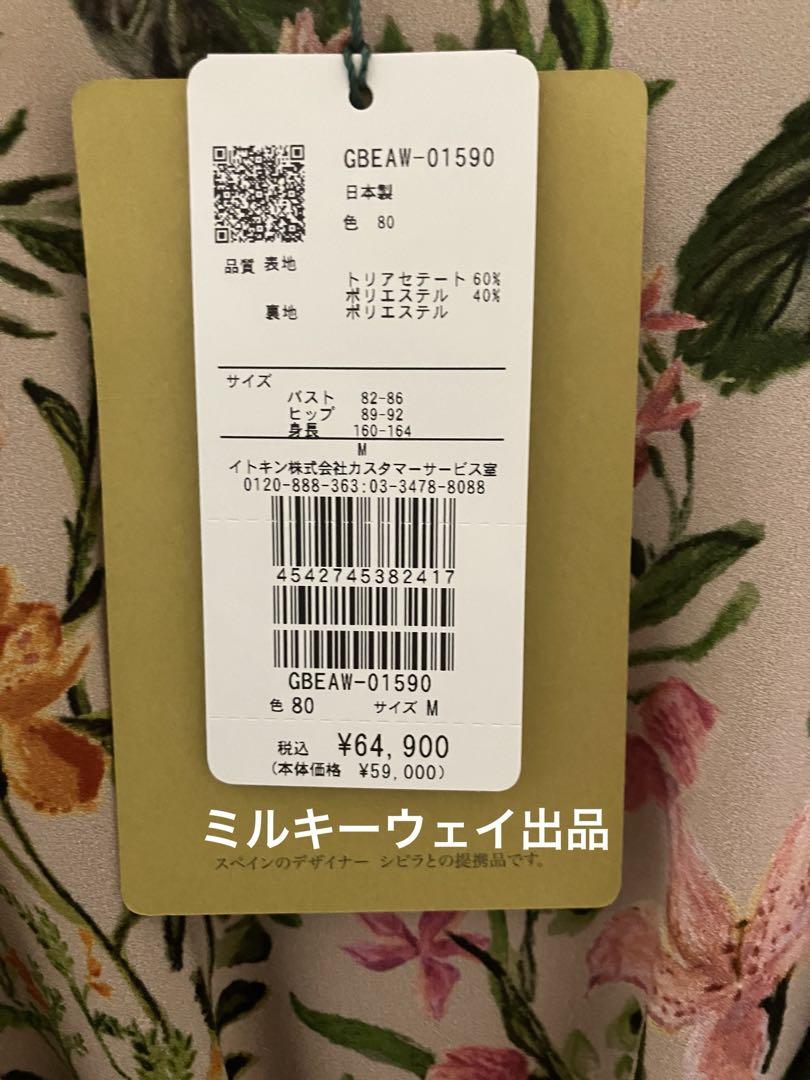 GBEAW-01590
日本製
色 80
品質 表地
トリアセテート 60%
ポリエステル 40%
裏地 ポリエステル
サイズ
バスト 82-86
ヒップ 89-92
身長 160-164
M
イトキン株式会社カスタマーサービス室
0120-888-363:03-3478-8088
4542745382417
GBEAW-01590
色 80 サイズ M
税込 ¥64,900
(本体価格 ¥59,000)
ミルキーウェイ出品
スペインのデザイナー シビラとの提携品です。